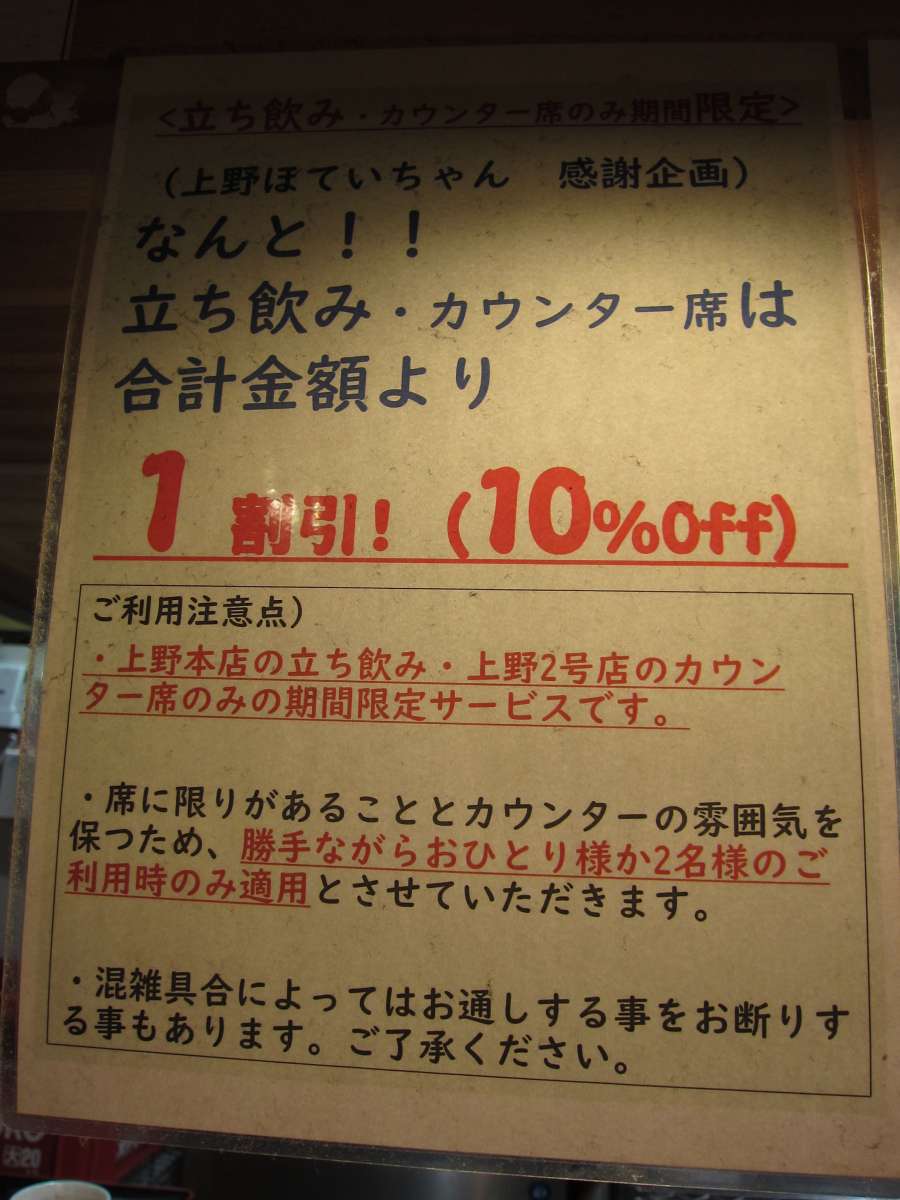 <立ち飲み・カウンター席のみ期間限定>
(上野ほていちゃん 感謝企画)
なんと！！
立ち飲み・カウンター席は
合計金額より
1割引! (10%Off)
ご利用注意点)
・上野本店の立ち飲み・上野2号店のカウン
ター席のみの期間限定サービスです。
・席に限りがあることとカウンターの雰囲気を
保つため、勝手ながらおひとり様か2名様のご
利用時のみ適用とさせていただきます。
・混雑具合によってはお通しする事をお断りす
る事もあります。ご了承ください。
大20